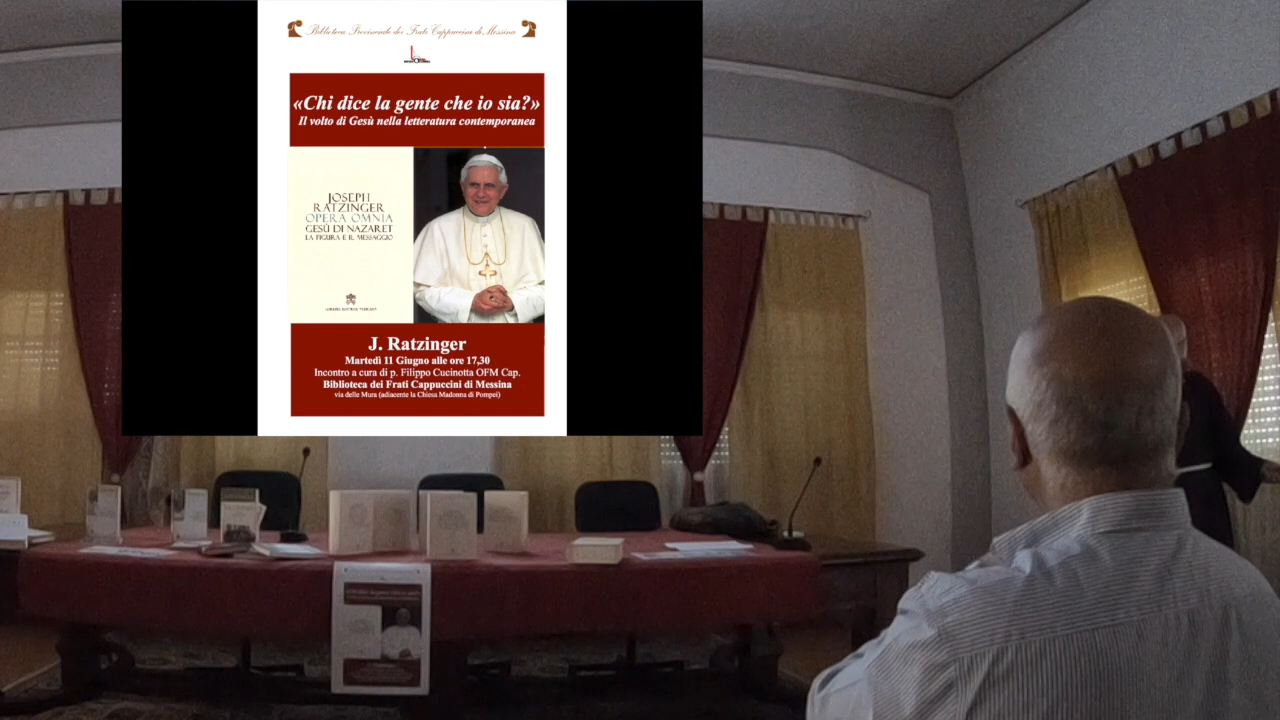 Biblioteca Provinciale dei Frati Cappuccini di Messina
«Chi dice la gente che io sia?»
Il volto di Gesù nella letteratura contemporanea
JOSEPH
RATZINGER
OPERA OMNIA
GESÙ DI NAZARET
LA FIGURA E IL MESSAGGIO
J. Ratzinger
Martedì 11 Giugno alle ore 17,30
Incontro a cura di p. Filippo Cucinotta OFM Cap.
Biblioteca dei Frati Cappuccini di Messina
via delle Mura (adiacente la Chiesa Madonna di Pompei)